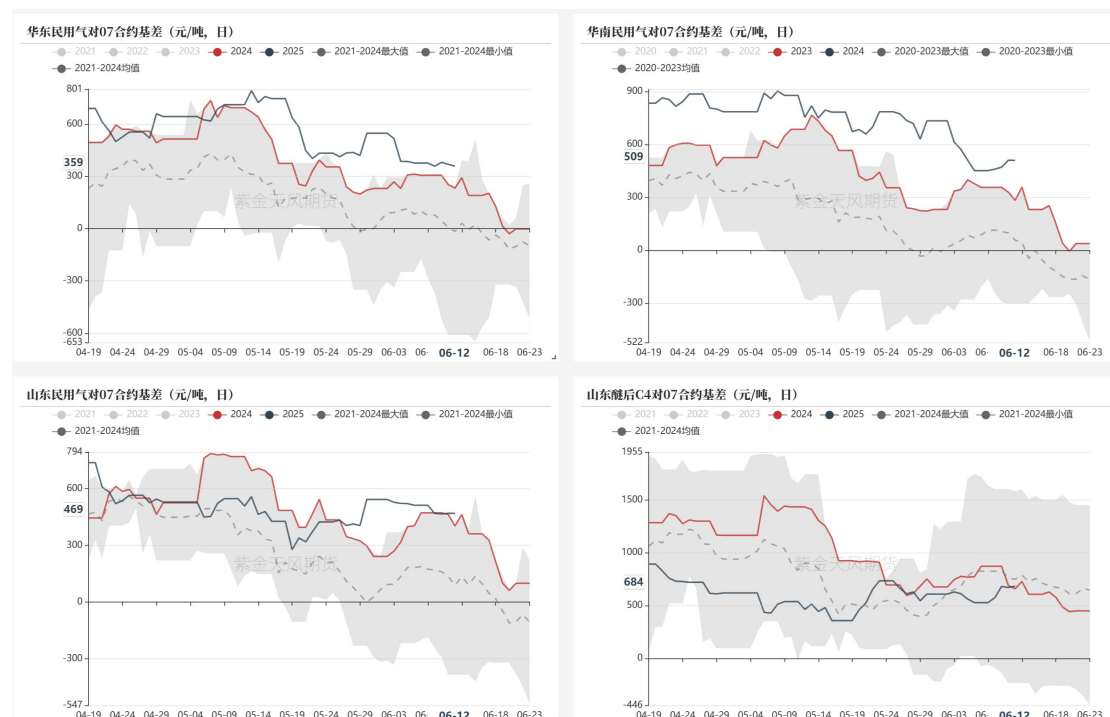 华东民用气对07合约基差（元/吨，日）
2021 2022 2023 2024 2025 2021-2024最大值 2021-2024最小值
2021-2024均值
801
600
359
300
0
-300
-600
-653
紫金天风期货
04-19 04-24 04-29 05-04 05-09 05-14 05-19 05-24 05-29 06-03 06- 06-12 06-18 06-23
华南民用气对07合约基差（元/吨，日）
2020 2021 2022 2023 2024 2020-2023最大值 2020-2023最小值
2020-2023均值
900
600
509
300
0
-300
-522
紫金天风期货
04-19 04-24 04-29 05-04 05-09 05-14 05-19 05-24 05-29 06-03 06- 06-12 06-18 06-23
山东民用气对07合约基差（元/吨，日）
2021 2022 2023 2024 2025 2021-2024最大值 2021-2024最小值
2021-2024均值
794
600
469
300
0
-300
-547
紫金天风期货
04-19 04-24 04-29 05-04 05-09 05-14 05-19 05-24 05-29 06-03 06- 06-12 06-18 06-23
山东醚后C4对07合约基差（元/吨，日）
2021 2022 2023 2024 2025 2021-2024最大值 2021-2024最小值
2021-2024均值
1955
1500
1000
684
500
0
-446
紫金天风期货
04-19 04-24 04-29 05-04 05-09 05-14 05-19 05-24 05-29 06-03 06- 06-12 06-18 06-23